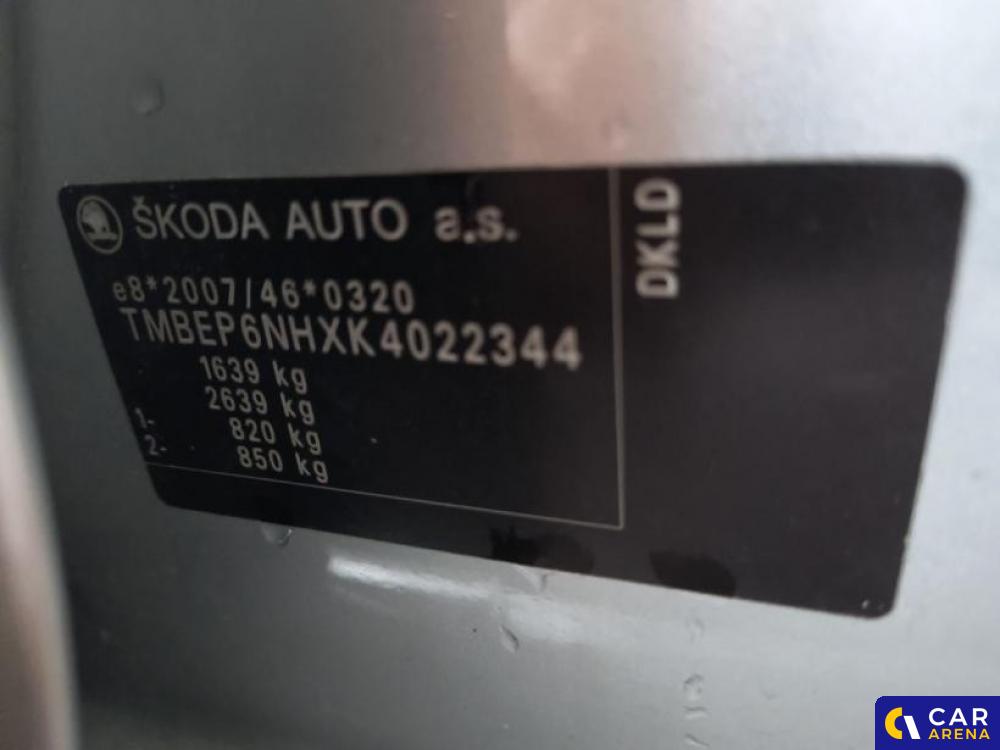 ŠKODA AUTO a.s.
e8*2007/46*0320
TMBEP6NHXK4022344
1639 kg
2639 kg
1- 820 kg
2- 850 kg
DKLD
CAR
ARENA